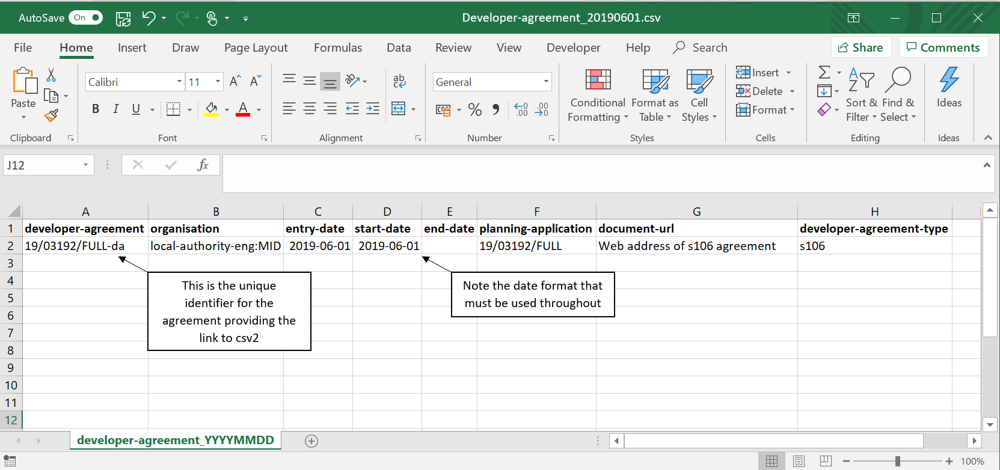 AutoSave On Developer-agreement_20190601.csv
File Home Insert Draw Page Layout Formulas Data Review View Developer Help Search Share Comments
Paste
Clipboard
Calibri 11 A A
B I U A
Font
ab
c
Alignment
General
% , .0 .00 .00 .0
Number
Conditional Formatting
Format as Table
Cell Styles
Styles
Insert
Delete
Format
Cells
Σ
A
Z
Sort & Filter
Find & Select
Editing
Ideas
Ideas
J12 fx
A B C D E F G H
1 developer-agreement organisation entry-date start-date end-date planning-application document-url developer-agreement-type
2 19/03192/FULL-da local-authority-eng:MID 2019-06-01 2019-06-01 19/03192/FULL Web address of s106 agreement s106
3
4
5
6
7
8
9
10
11
12
This is the unique
identifier for the
agreement providing the
link to csv2
Note the date format that
must be used throughout
developer-agreement_YYYYMMDD
100%